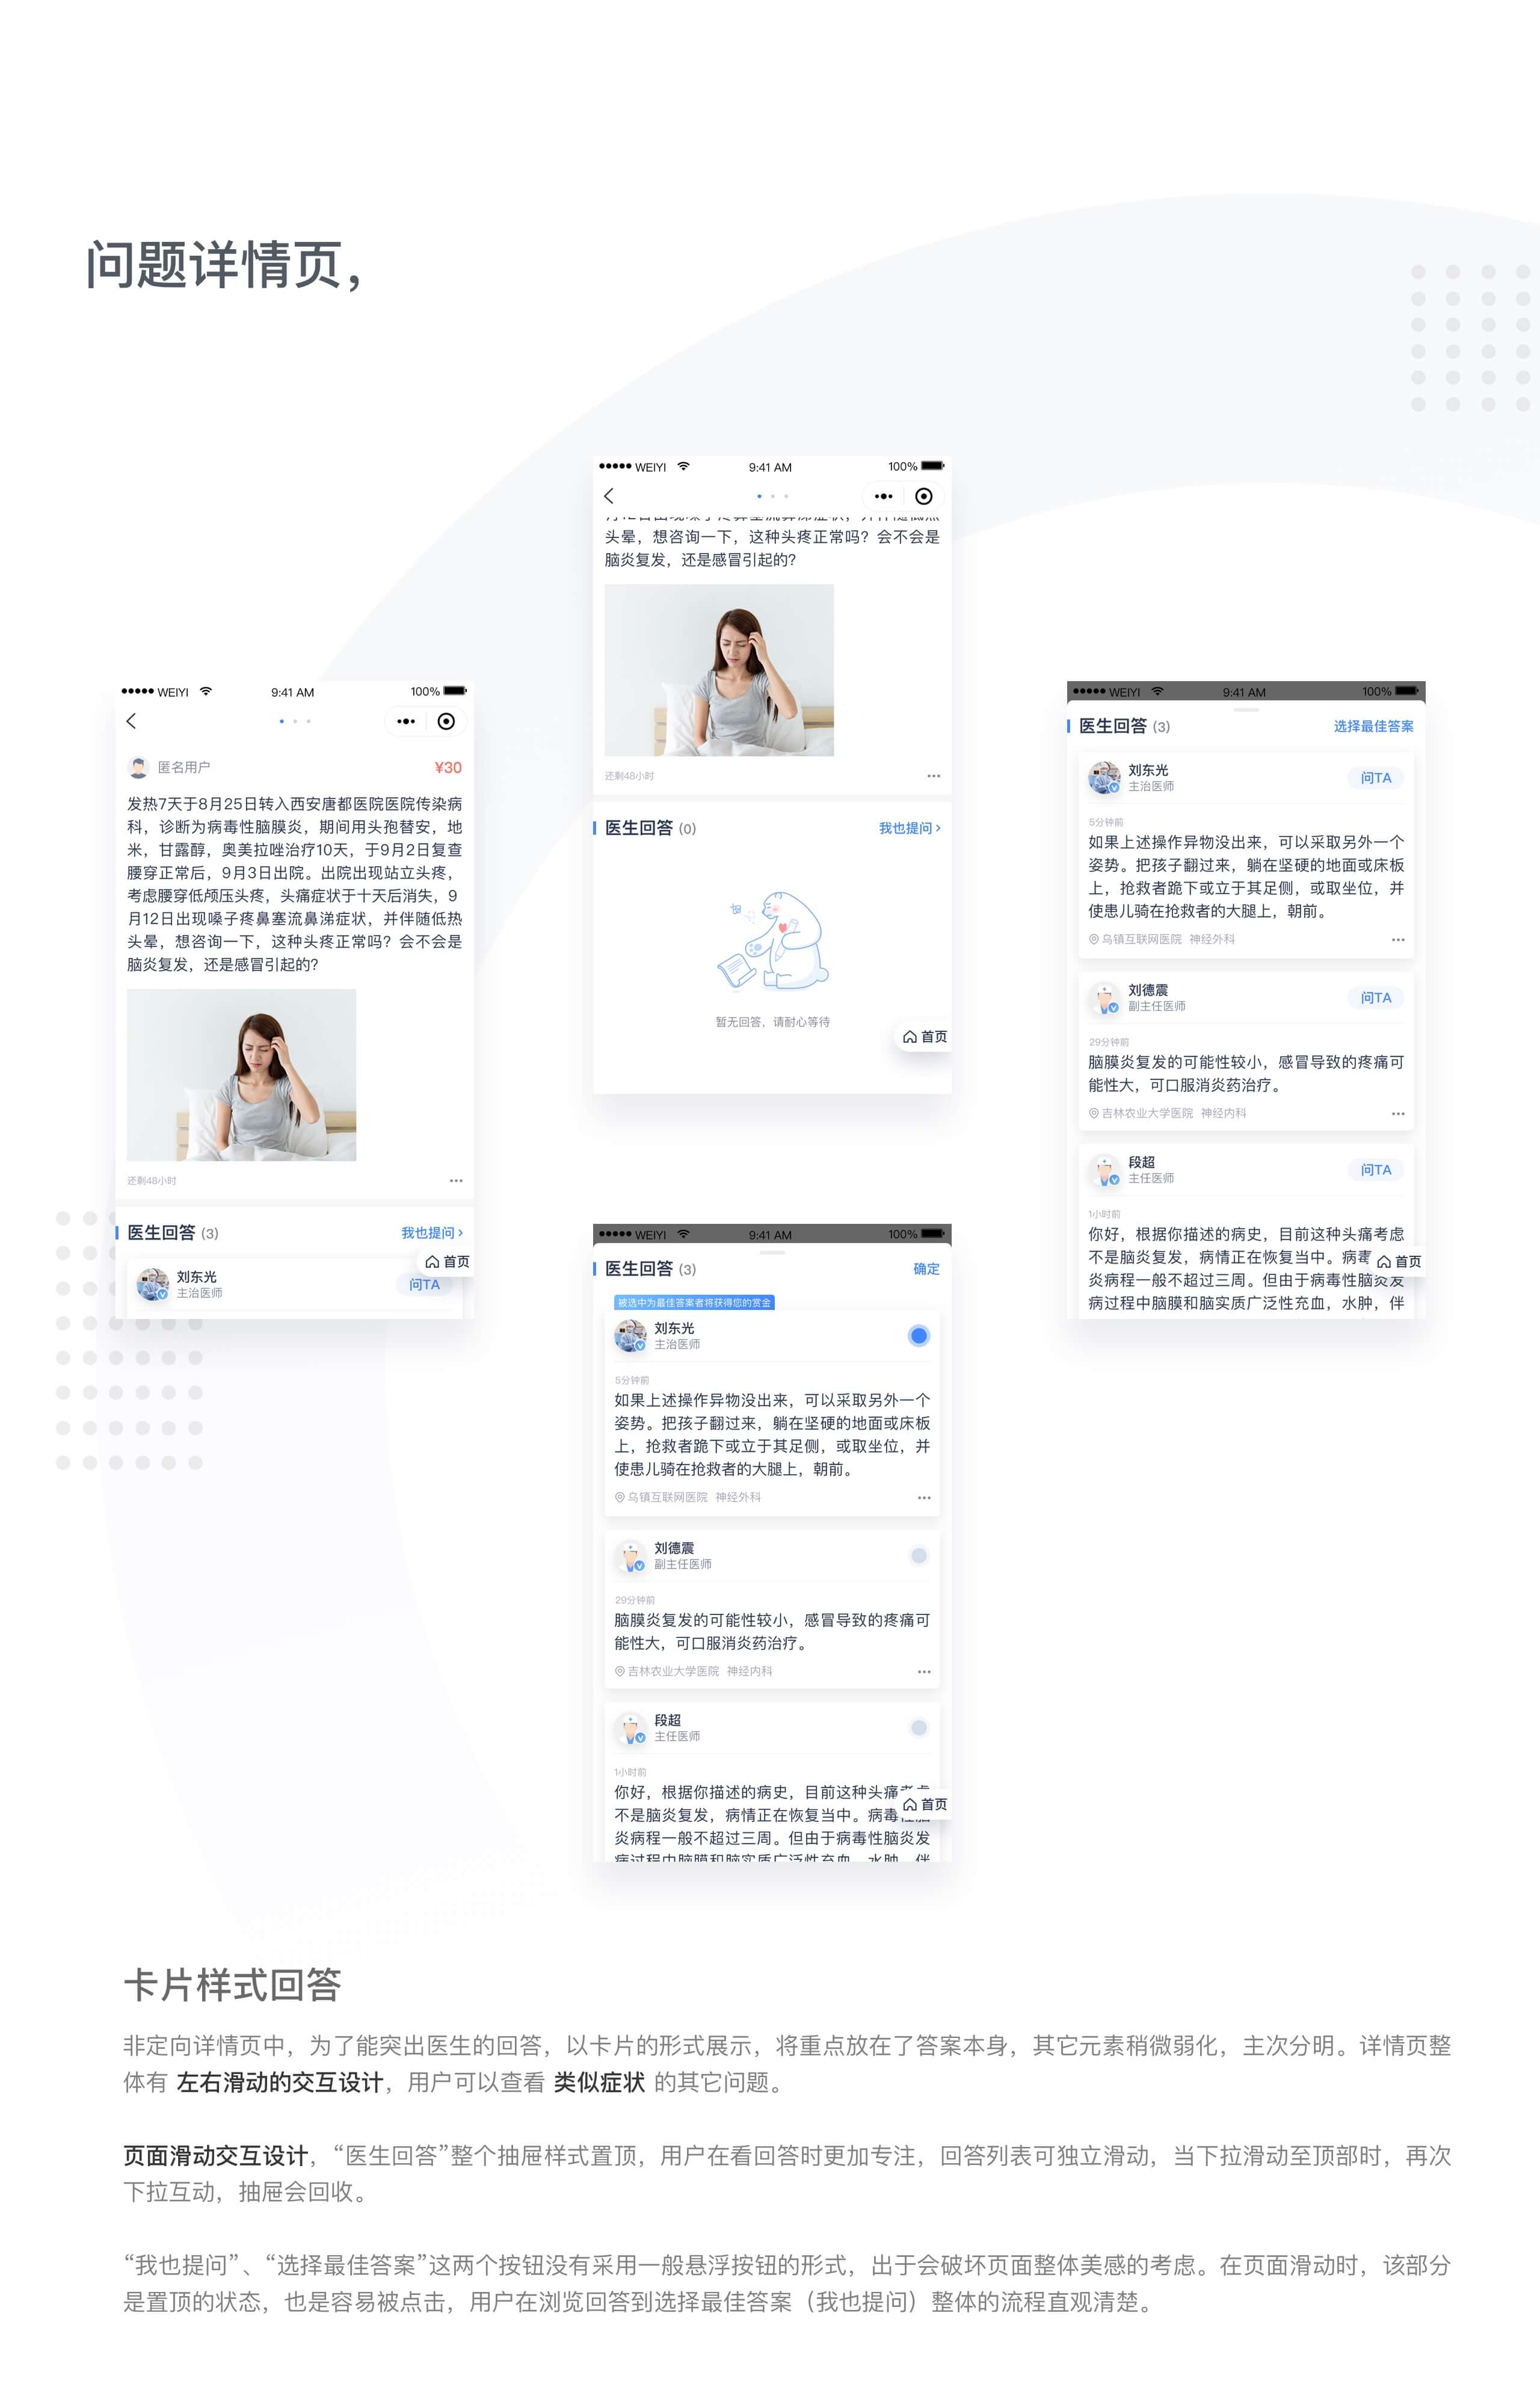 问题详情页，
●●●●● WEIYI 9:41 AM 100%
匿名用户 ¥30
发热7天于8月25日转入西安唐都医院医院传染病
科，诊断为病毒性脑膜炎，期间用头孢替安，地
米，甘露醇，奥美拉唑治疗10天，于9月2日复查
腰穿正常后，9月3日出院。出院出现站立头疼，
考虑腰穿低颅压头疼，头痛症状于十天后消失，9
月12日出现嗓子疼鼻塞流鼻涕症状，并伴随低热
头晕，想咨询一下，这种头疼正常吗？会不会是
脑炎复发，还是感冒引起的?
还剩48小时
医生回答 (3) 我也提问 >
首页
刘东光 问TA
主治医师
●●●●● WEIYI 9:41 AM 100%
月12日出现嗓子疼鼻塞流鼻涕症状，并伴随低热
头晕，想咨询一下，这种头疼正常吗？会不会是
脑炎复发，还是感冒引起的?
还剩48小时
医生回答 (0) 我也提问 >
暂无回答，请耐心等待
首页
●●●●● WEIYI 9:41 AM 100%
医生回答 (3) 选择最佳答案
刘东光 问TA
主治医师
5分钟前
如果上述操作异物没出来，可以采取另外一个
姿势。把孩子翻过来，躺在坚硬的地面或床板
上，抢救者跪下或立于其足侧，或取坐位，并
使患儿骑在抢救者的大腿上，朝前。
乌镇互联网医院 神经外科
刘德震 问TA
副主任医师
29分钟前
脑膜炎复发的可能性较小，感冒导致的疼痛可
能性大，可口服消炎药治疗。
吉林农业大学医院 神经内科
段超 问TA
主任医师
1小时前
你好，根据你描述的病史，目前这种头痛考虑
不是脑炎复发，病情正在恢复当中。病毒
炎病程一般不超过三周。但由于病毒性脑炎发
病过程中脑膜和脑实质广泛性充血，水肿，伴
首页
●●●●● WEIYI 9:41 AM 100%
医生回答 (3) 确定
被选中为最佳答案者将获得您的赏金
刘东光
主治医师
5分钟前
如果上述操作异物没出来，可以采取另外一个
姿势。把孩子翻过来，躺在坚硬的地面或床板
上，抢救者跪下或立于其足侧，或取坐位，并
使患儿骑在抢救者的大腿上，朝前。
乌镇互联网医院 神经外科
刘德震
副主任医师
29分钟前
脑膜炎复发的可能性较小，感冒导致的疼痛可
能性大，可口服消炎药治疗。
吉林农业大学医院 神经内科
段超
主任医师
1小时前
你好，根据你描述的病史，目前这种头痛考虑
不是脑炎复发，病情正在恢复当中。病毒性脑
炎病程一般不超过三周。但由于病毒性脑炎发
病过程中脑膜和脑实质广泛性充血，水肿，伴
首页
卡片样式回答
非定向详情页中，为了能突出医生的回答，以卡片的形式展示，将重点放在了答案本身，其它元素稍微弱化，主次分明。详情页整
体有 左右滑动的交互设计，用户可以查看 类似症状 的其它问题。
页面滑动交互设计，“医生回答”整个抽屉样式置顶，用户在看回答时更加专注，回答列表可独立滑动，当下拉滑动至顶部时，再次
下拉互动，抽屉会回收。
“我也提问”、“选择最佳答案”这两个按钮没有采用一般悬浮按钮的形式，出于会破坏页面整体美感的考虑。在页面滑动时，该部分
是置顶的状态，也是容易被点击，用户在浏览回答到选择最佳答案（我也提问）整体的流程直观清楚。